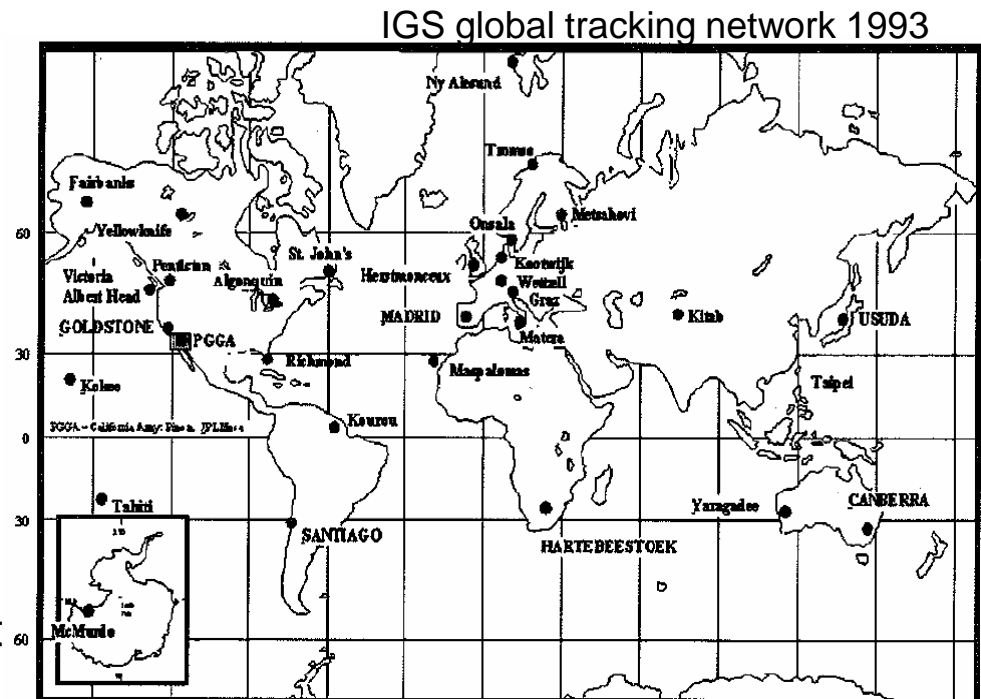 IGS global tracking network 1993
Ny Alesund
Tromso
Fairbanks
Metsahovi
Onsala
Yellowknife
60
St. John's
Kootwijk
Penticton
Algonquin
Herstmonceux
Wettzell
Victoria
Albert Head
Graz
MADRID
Kitab
USUDA
GOLDSTONE
PGGA
Matera
30
Richmond
Maspalomas
Taipei
Kokee
Kourou
PGGA -
0
Tahiti
Yaragadee
CANBERRA
30
SANTIAGO
HARTEBEESTOEK
McMurdo
60